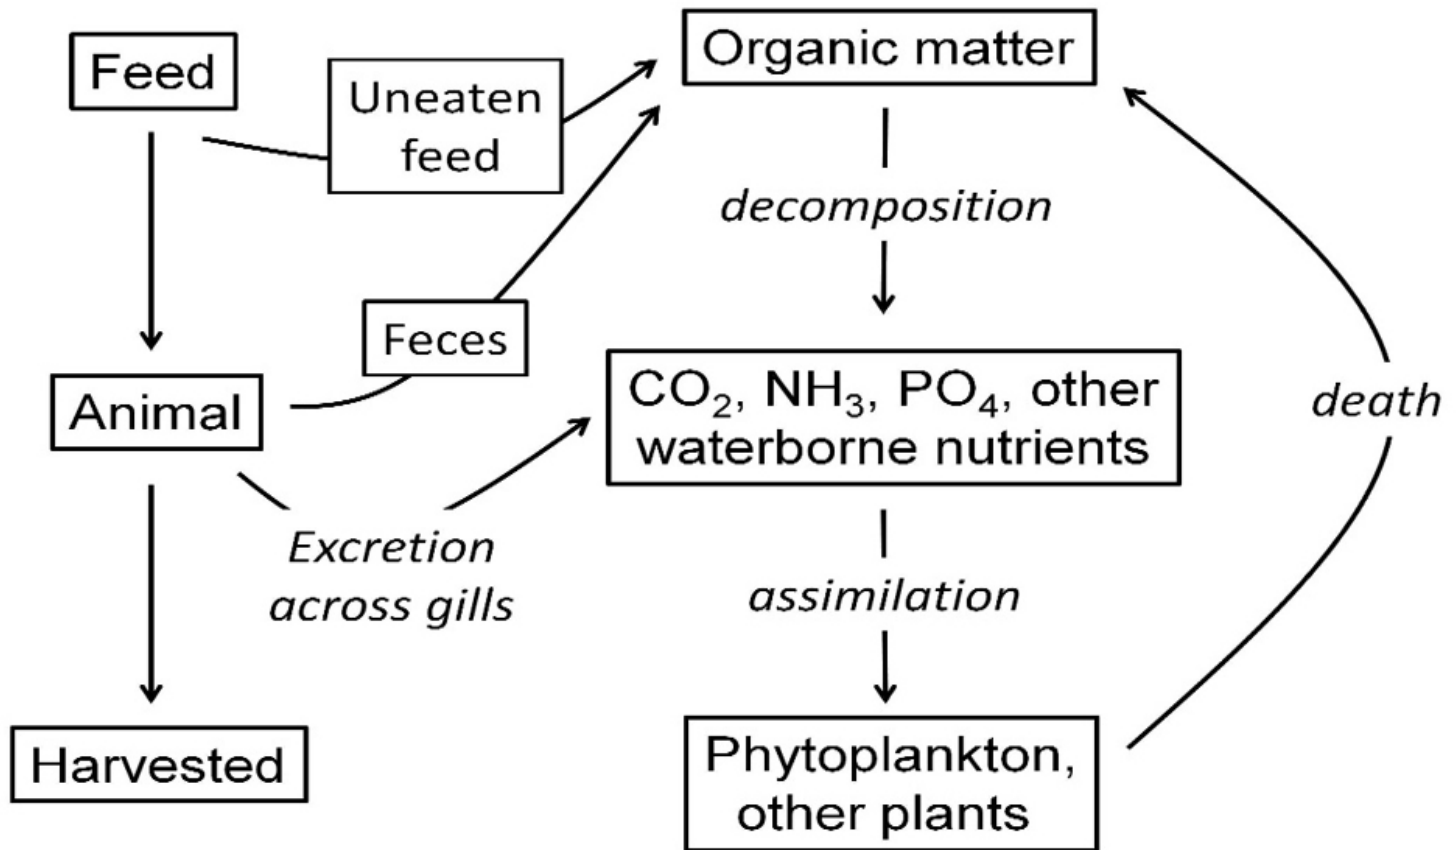 Feed
Uneaten
feed
Organic matter
decomposition
Feces
Animal
CO₂, NH₃, PO₄, other
waterborne nutrients
death
Excretion
across gills
assimilation
Harvested
Phytoplankton,
other plants